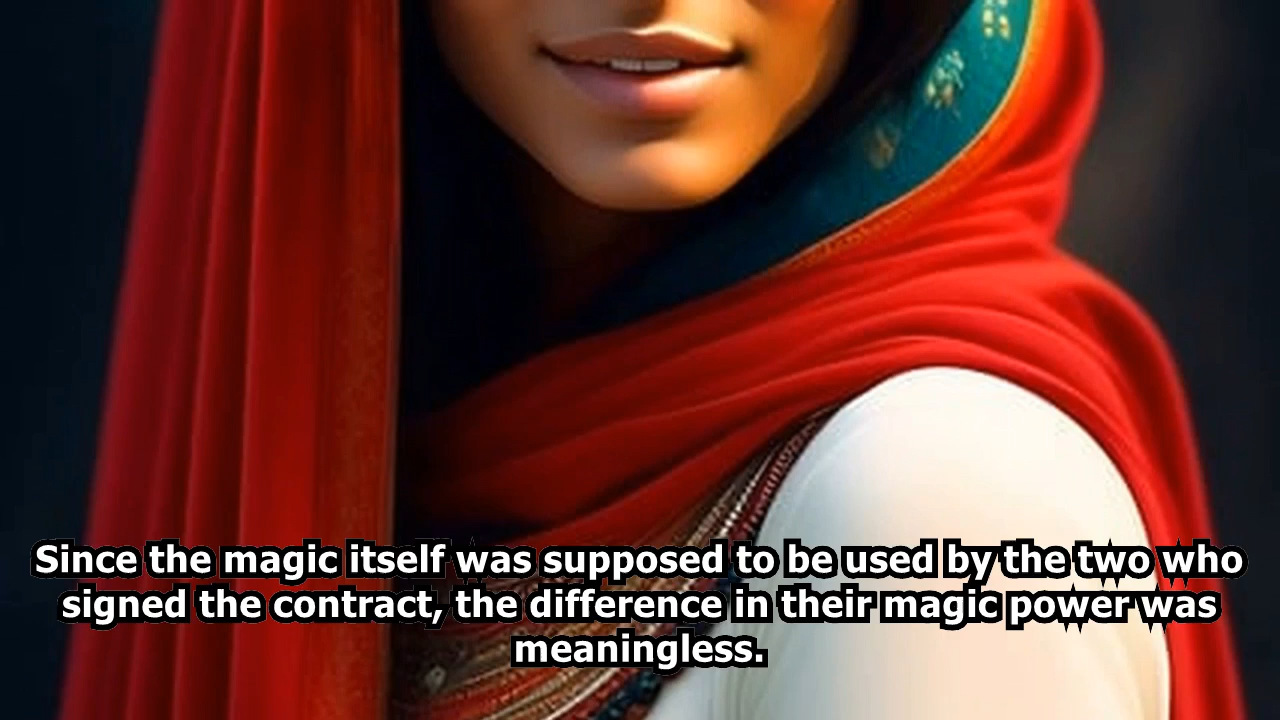 Since the magic itself was supposed to be used by the two who
signed the contract, the difference in their magic power was
meaningless.